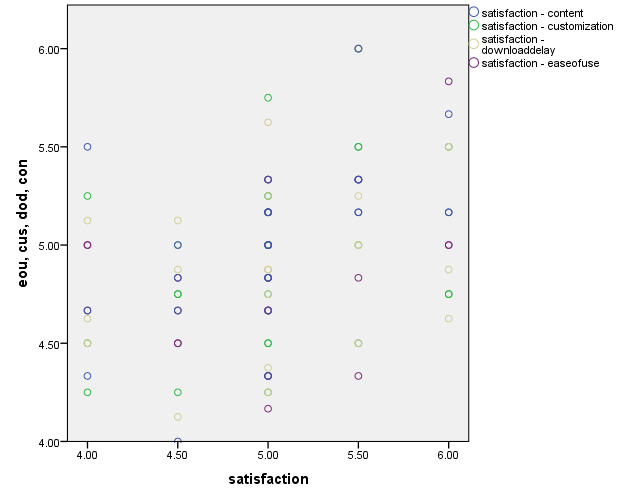 satisfaction - content
satisfaction - customization
satisfaction -
downloaddelay
satisfaction - easeofuse
eou, cus, dod, con
6.00
5.50
5.00
4.50
4.00
4.00 4.50 5.00 5.50 6.00
satisfaction